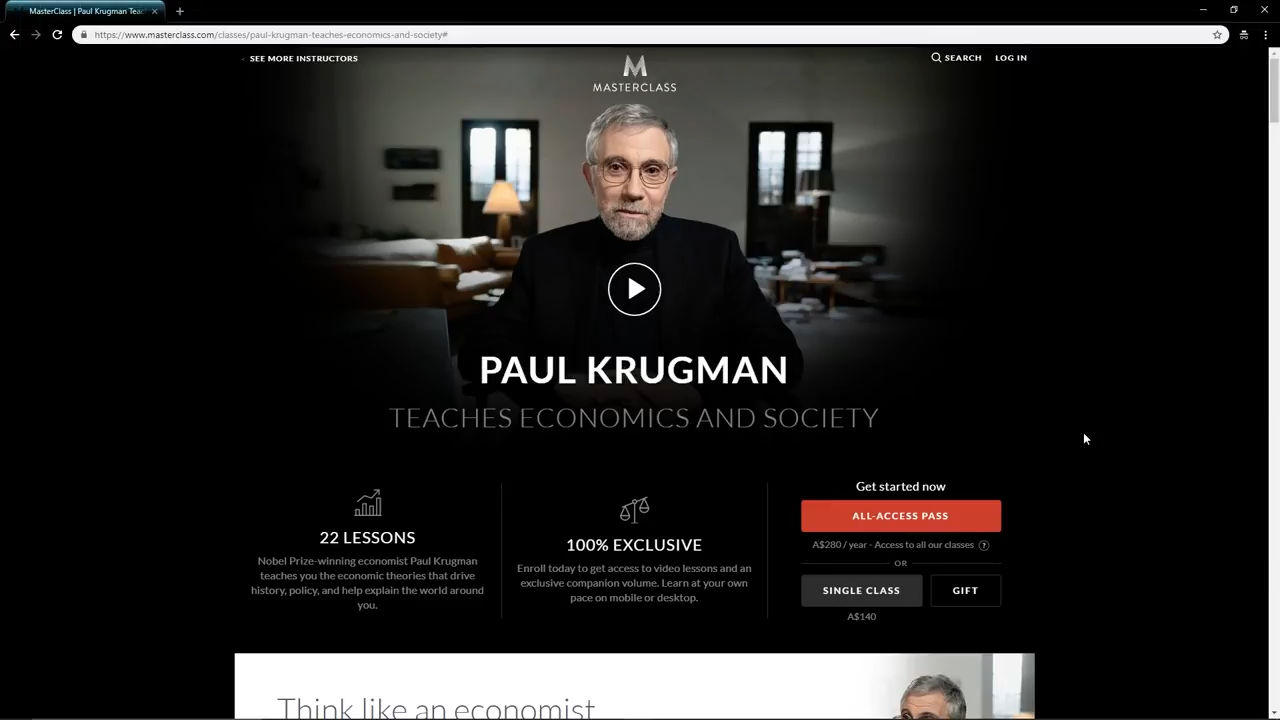 MasterClass | Paul Krugman Teac
https://www.masterclass.com/classes/paul-krugman-teaches-economics-and-society#
SEE MORE INSTRUCTORS
MASTERCLASS
SEARCH
LOG IN
PAUL KRUGMAN
TEACHES ECONOMICS AND SOCIETY
22 LESSONS
Nobel Prize-winning economist Paul Krugman
teaches you the economic theories that drive
history, policy, and help explain the world around
you.
100% EXCLUSIVE
Enroll today to get access to video lessons and an
exclusive companion volume. Learn at your own
pace on mobile or desktop.
Get started now
ALL-ACCESS PASS
A$280 / year - Access to all our classes ?
OR
SINGLE CLASS
GIFT
A$140
Think like an economist